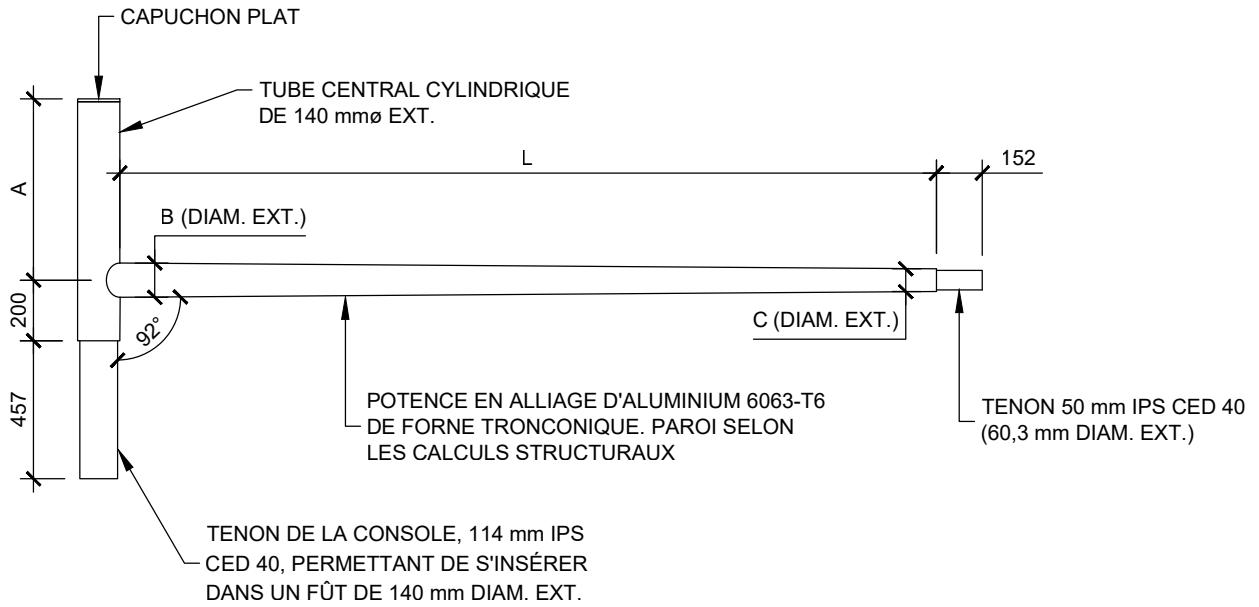 CAPUCHON PLAT
TUBE CENTRAL CYLINDRIQUE
DE 140 mmø EXT.
L
152
A
B (DIAM. EXT.)
200
92°
C (DIAM. EXT.)
457
POTENCE EN ALLIAGE D'ALUMINIUM 6063-T6
DE FORNE TRONCONIQUE. PAROI SELON
LES CALCULS STRUCTURAUX
TENON 50 mm IPS CED 40
(60,3 mm DIAM. EXT.)
TENON DE LA CONSOLE, 114 mm IPS
CED 40, PERMETTANT DE S'INSÉRER
DANS UN FÛT DE 140 mm DIAM. EXT.